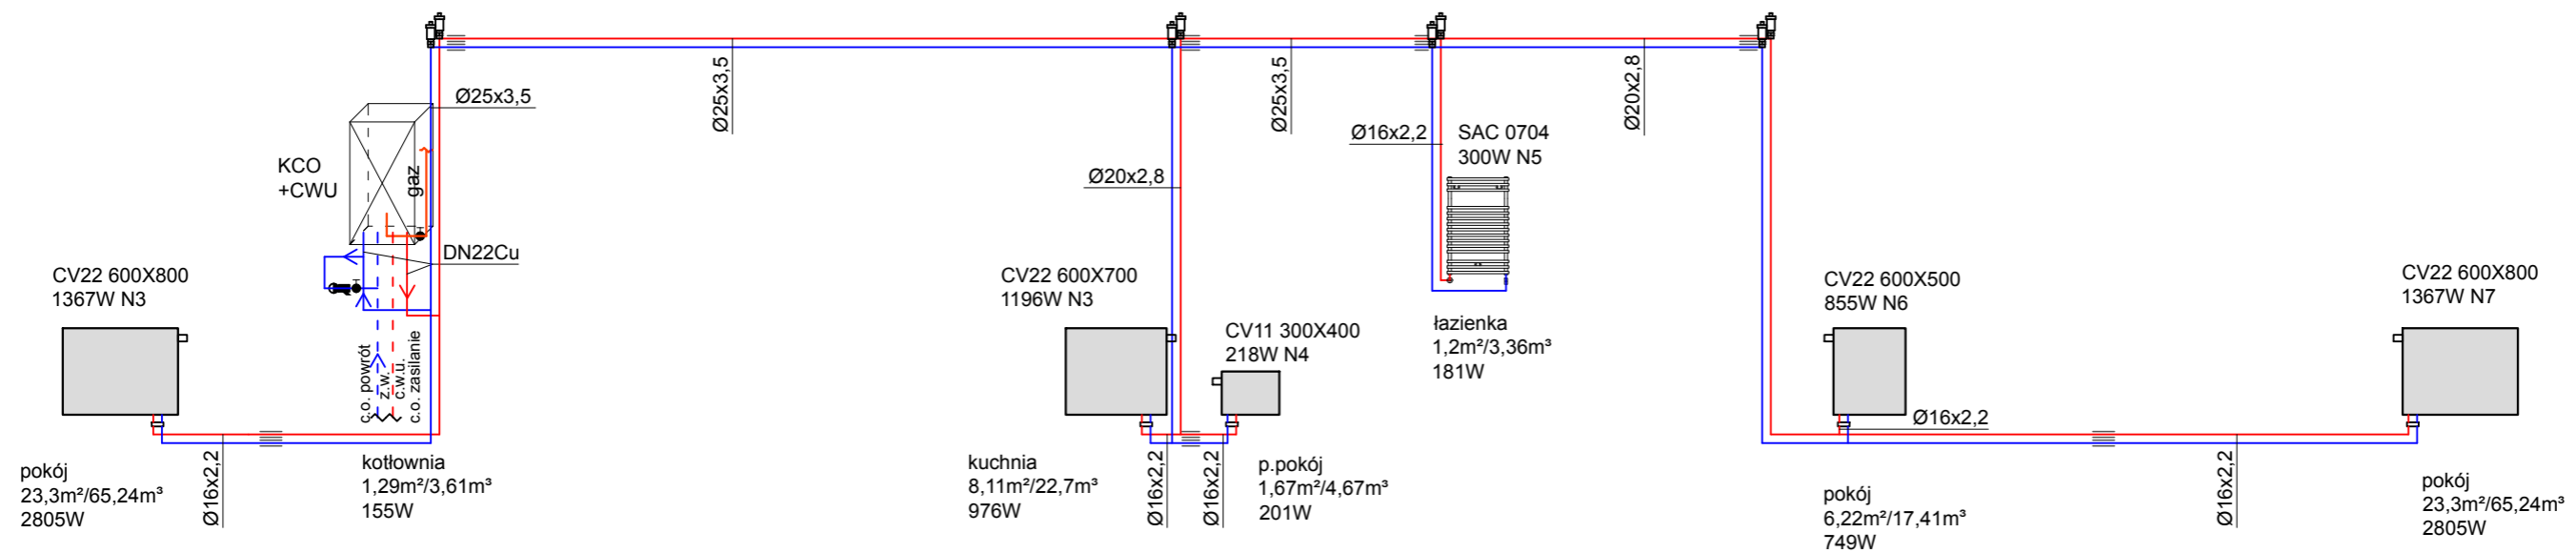 Ø25x3,5
Ø25x3,5
Ø25x3,5
Ø20x2,8
KCO
+CWU
gaz
DN22Cu
CV22 600X800
1367W N3
c.o. powrót
z.w.
c.w.u.
c.o. zasilanie
pokój
23,3m²/65,24m³
2805W
Ø16x2,2
kotłownia
1,29m²/3,61m³
155W
Ø20x2,8
CV22 600X700
1196W N3
CV11 300X400
218W N4
kuchnia
8,11m²/22,7m³
976W
Ø16x2,2
Ø16x2,2
p.pokój
1,67m²/4,67m³
201W
Ø16x2,2
SAC 0704
300W N5
łazienka
1,2m²/3,36m³
181W
CV22 600X500
855W N6
Ø16x2,2
pokój
6,22m²/17,41m³
749W
Ø16x2,2
CV22 600X800
1367W N7
pokój
23,3m²/65,24m³
2805W